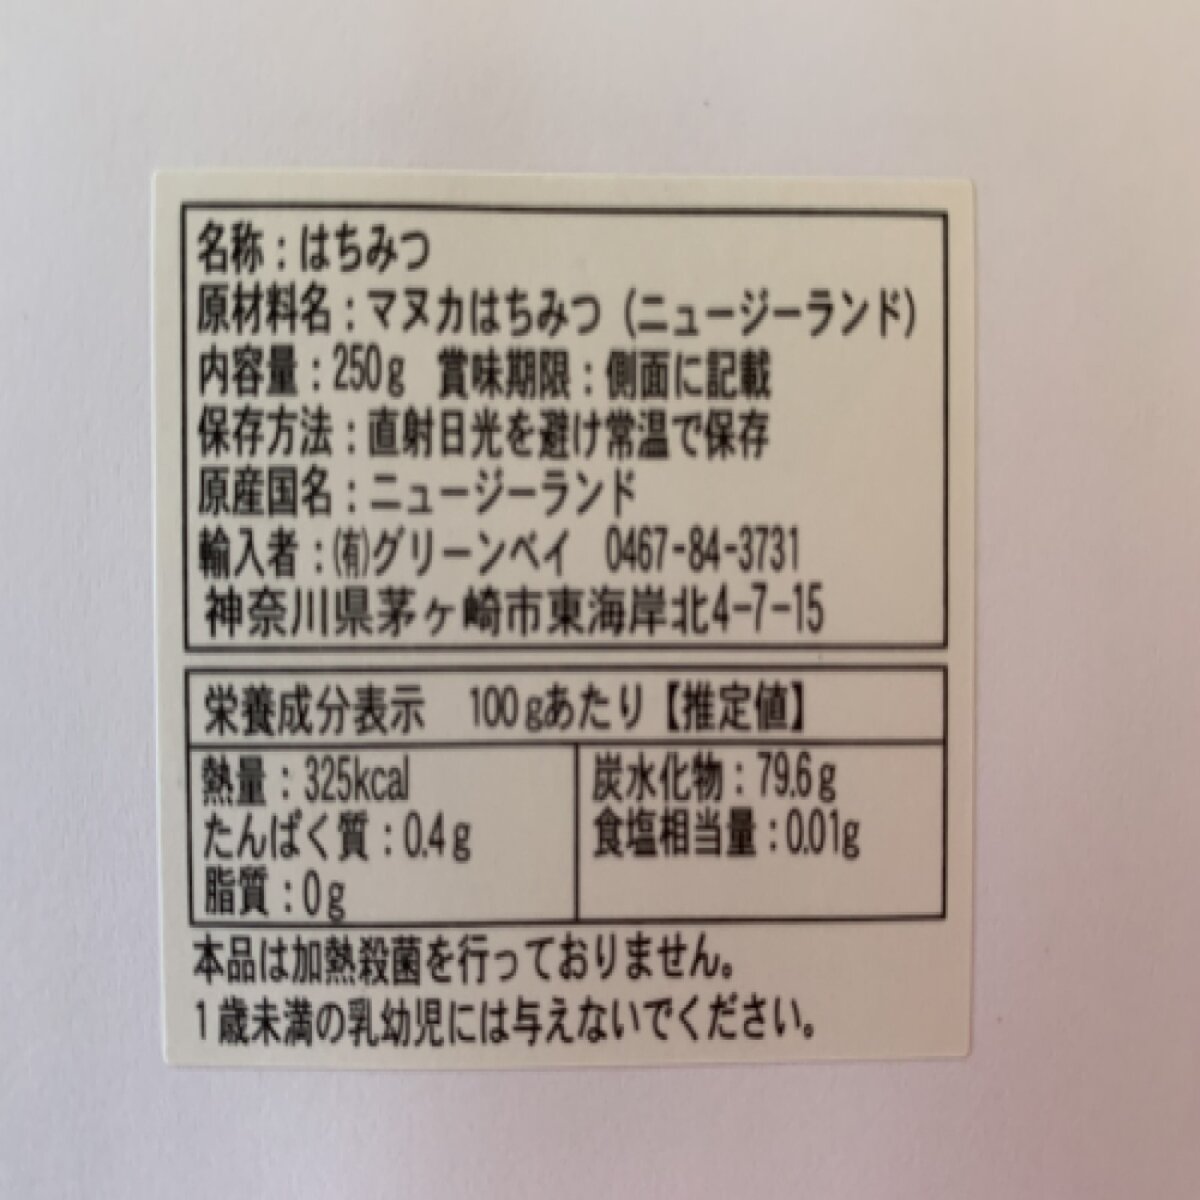 名称：はちみつ
原材料名：マヌカはちみつ（ニュージーランド）
内容量：250g　賞味期限：側面に記載
保存方法：直射日光を避け常温で保存
原産国名：ニュージーランド
輸入者：㈲グリーンベイ　0467-84-3731
神奈川県茅ヶ崎市東海岸北4-7-15
栄養成分表示　100gあたり【推定値】
熱量：325kcal
たんぱく質：0.4g
脂質：0g
炭水化物：79.6g
食塩相当量：0.01g
本品は加熱殺菌を行っておりません。
1歳未満の乳幼児には与えないでください。